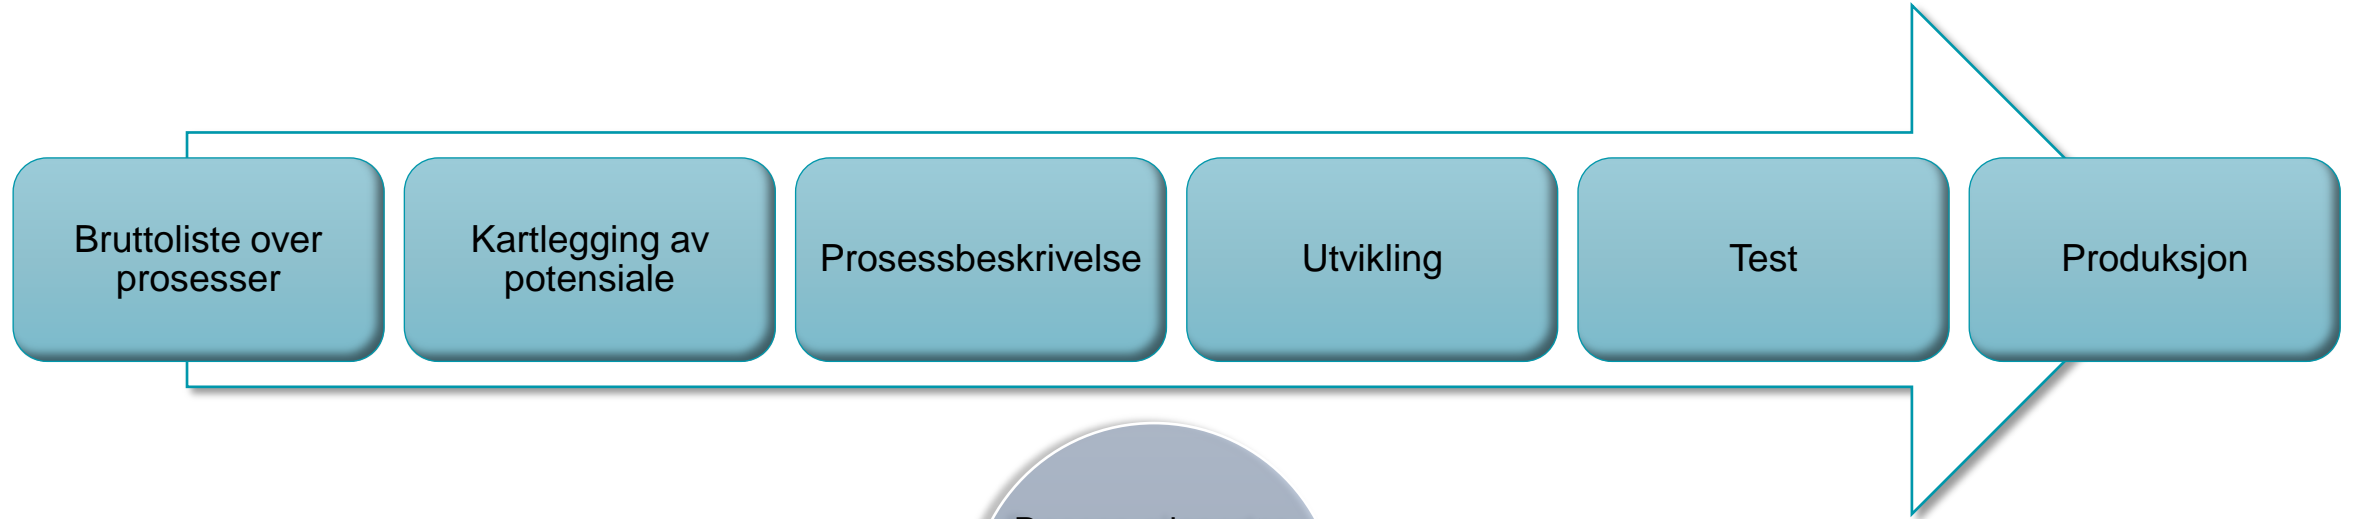 Bruttoliste over
prosesser
Kartlegging av
potensiale
Prosessbeskrivelse
Utvikling
Test
Produksjon